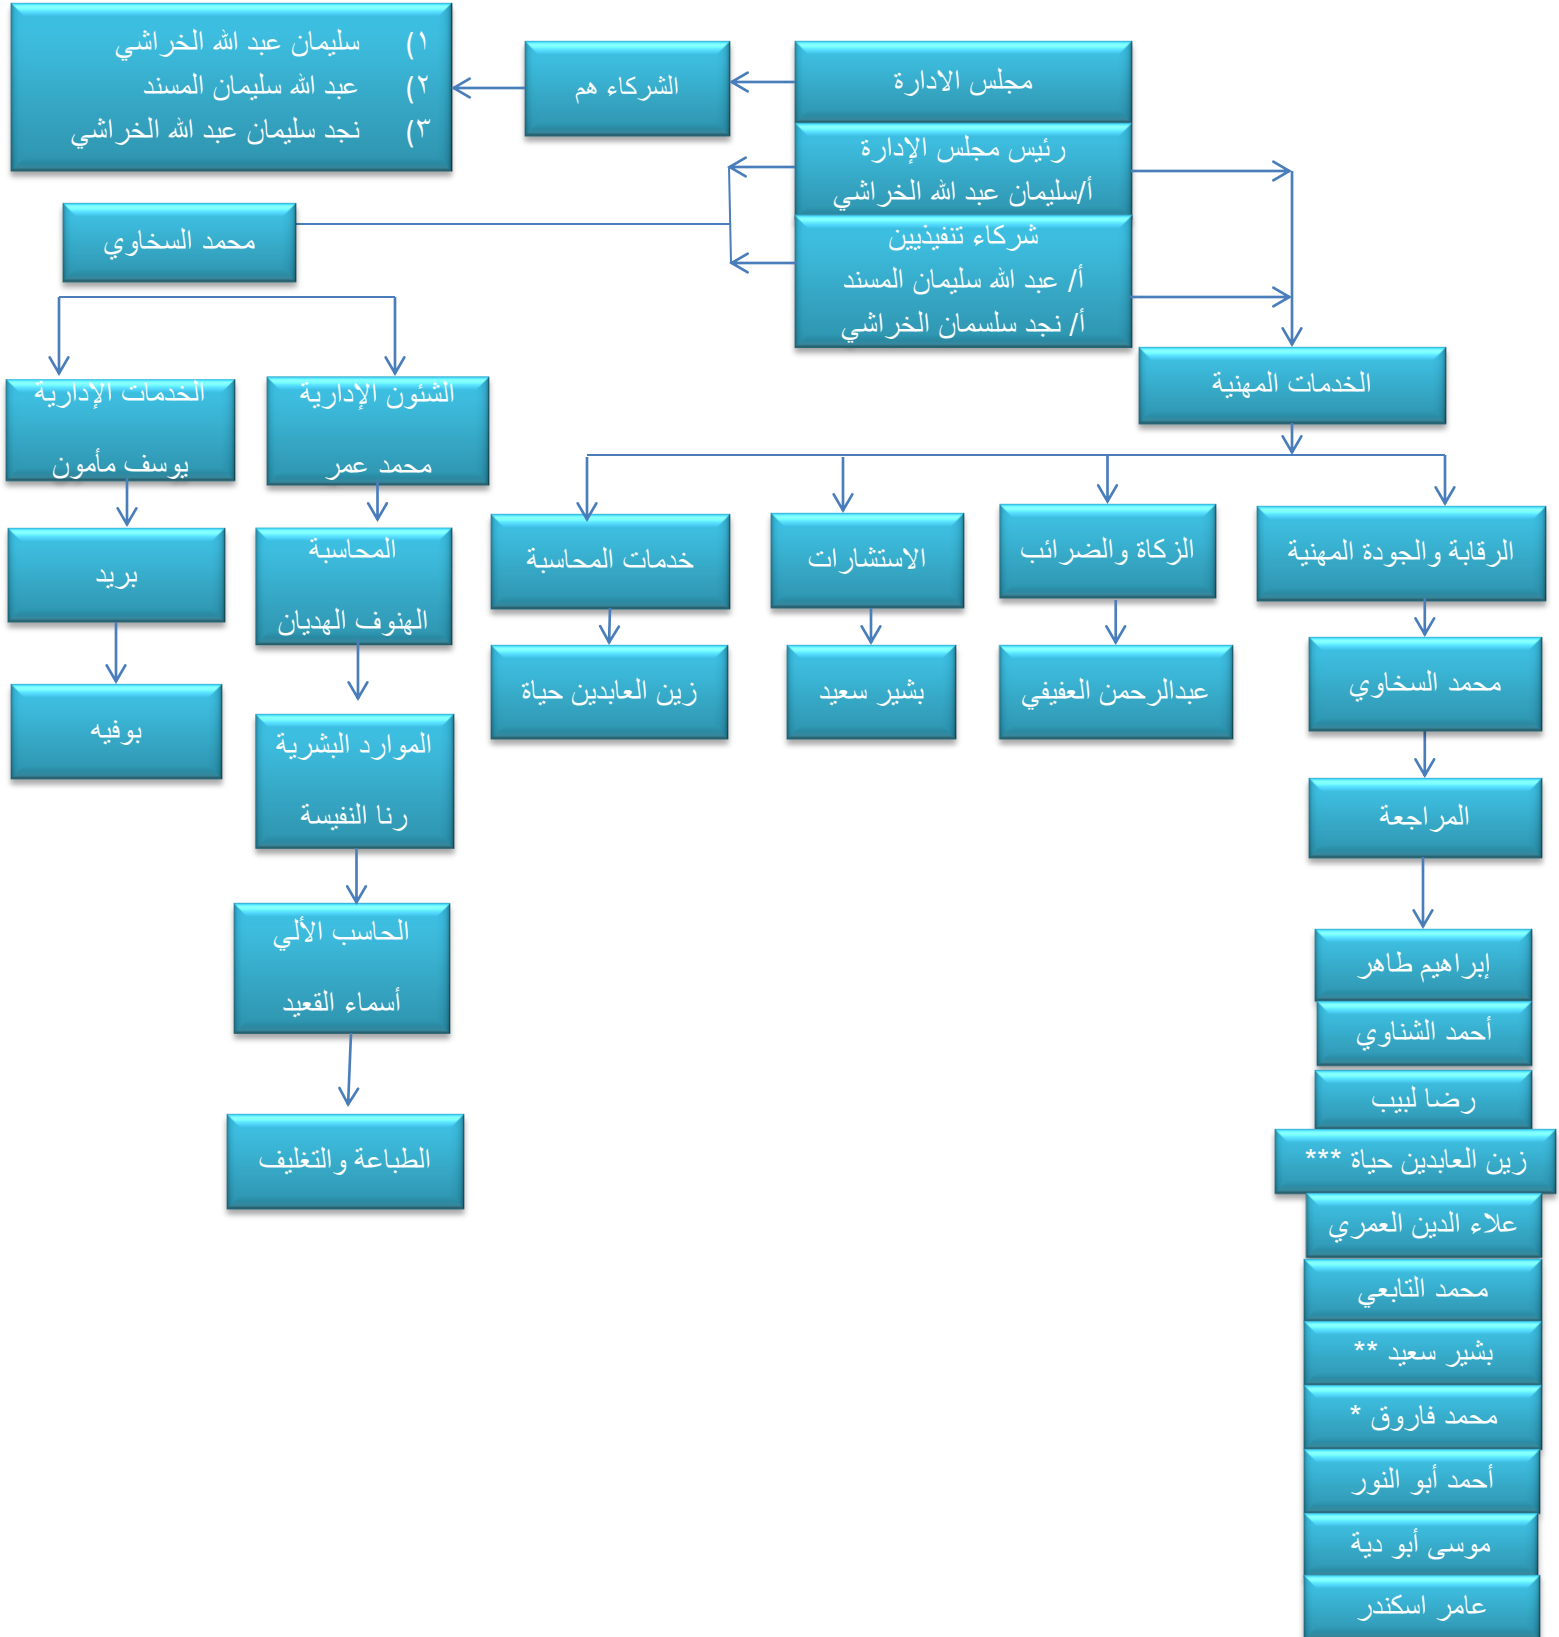 مجلس الادارة
الشركاء هم
١) سليمان عبد الله الخراشي
٢) عبد الله سليمان المسند
٣) نجد سليمان عبد الله الخراشي
رئيس مجلس الإدارة
أ/سليمان عبد الله الخراشي
شركاء تنفيذيين
أ/ عبد الله سليمان المسند
أ/ نجد سلسمان الخراشي
محمد السخاوي
الخدمات المهنية
الشئون الإدارية
محمد عمر
الخدمات الإدارية
يوسف مأمون
الرقابة والجودة المهنية
الزكاة والضرائب
الاستشارات
خدمات المحاسبة
المحاسبة
الهنوف الهديان
بريد
محمد السخاوي
عبدالرحمن العفيفي
بشير سعيد
زين العابدين حياة
الموارد البشرية
رنا النفيسة
بوفيه
المراجعة
الحاسب الألي
أسماء القعيد
الطباعة والتغليف
إبراهيم طاهر
أحمد الشناوي
رضا لبيب
زين العابدين حياة ***
علاء الدين العمري
محمد التابعي
بشير سعيد **
محمد فاروق *
أحمد أبو النور
موسى أبو دية
عامر اسكندر